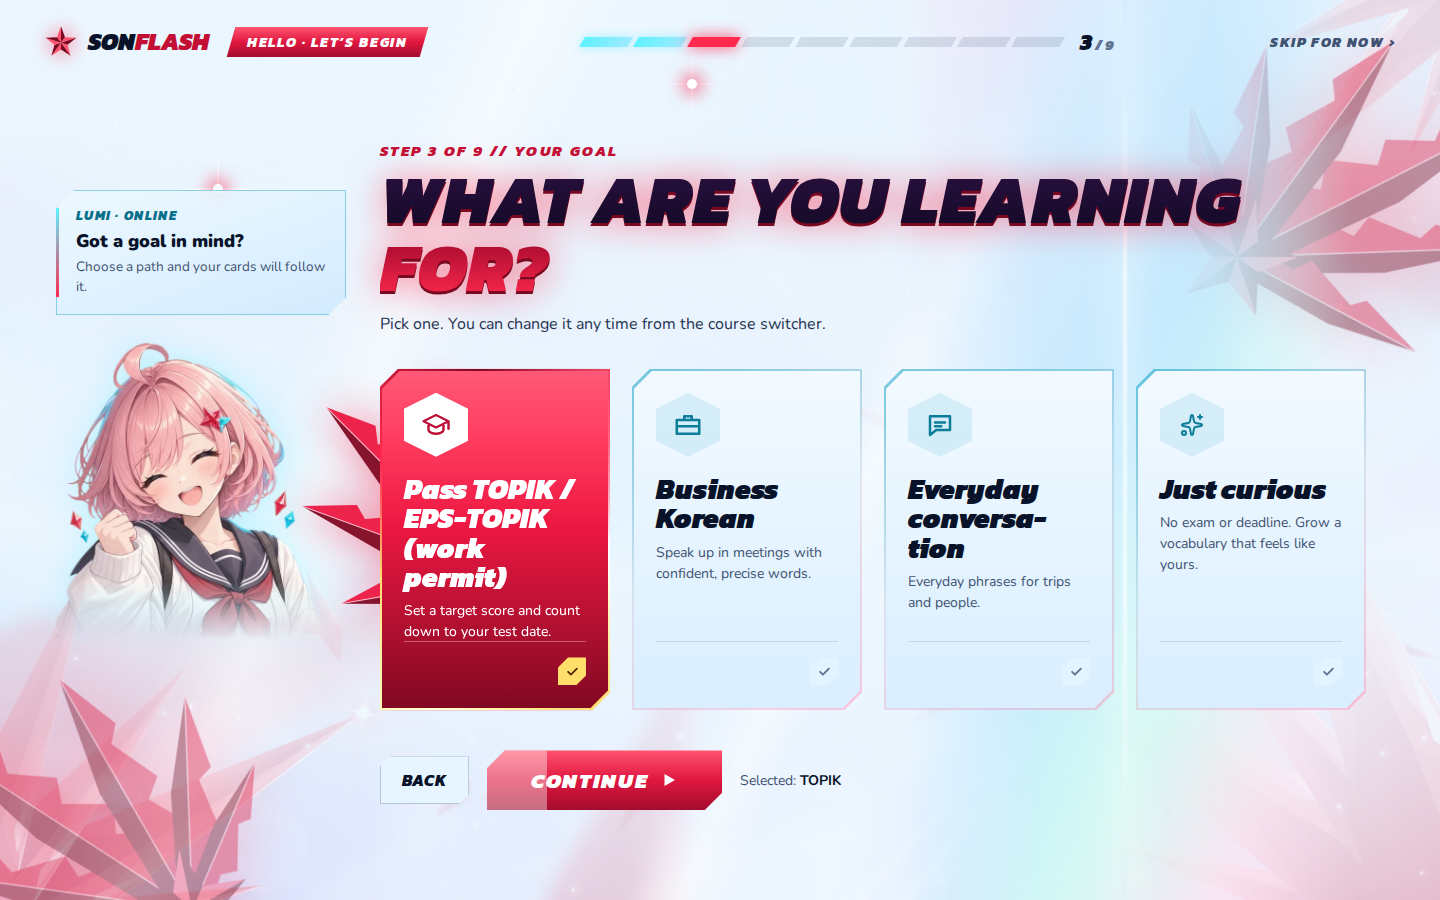 SONFLASH
HELLO · LET'S BEGIN
3 / 9
SKIP FOR NOW ›
STEP 3 OF 9 // YOUR GOAL
WHAT ARE YOU LEARNING
FOR?
Pick one. You can change it any time from the course switcher.
LUMI · ONLINE
Got a goal in mind?
Choose a path and your cards will follow
it.
Pass TOPIK /
EPS-TOPIK
(work
permit)
Set a target score and count
down to your test date.
Business
Korean
Speak up in meetings with
confident, precise words.
Everyday
conversa-
tion
Everyday phrases for trips
and people.
Just curious
No exam or deadline. Grow a
vocabulary that feels like
yours.
BACK
CONTINUE
Selected: TOPIK